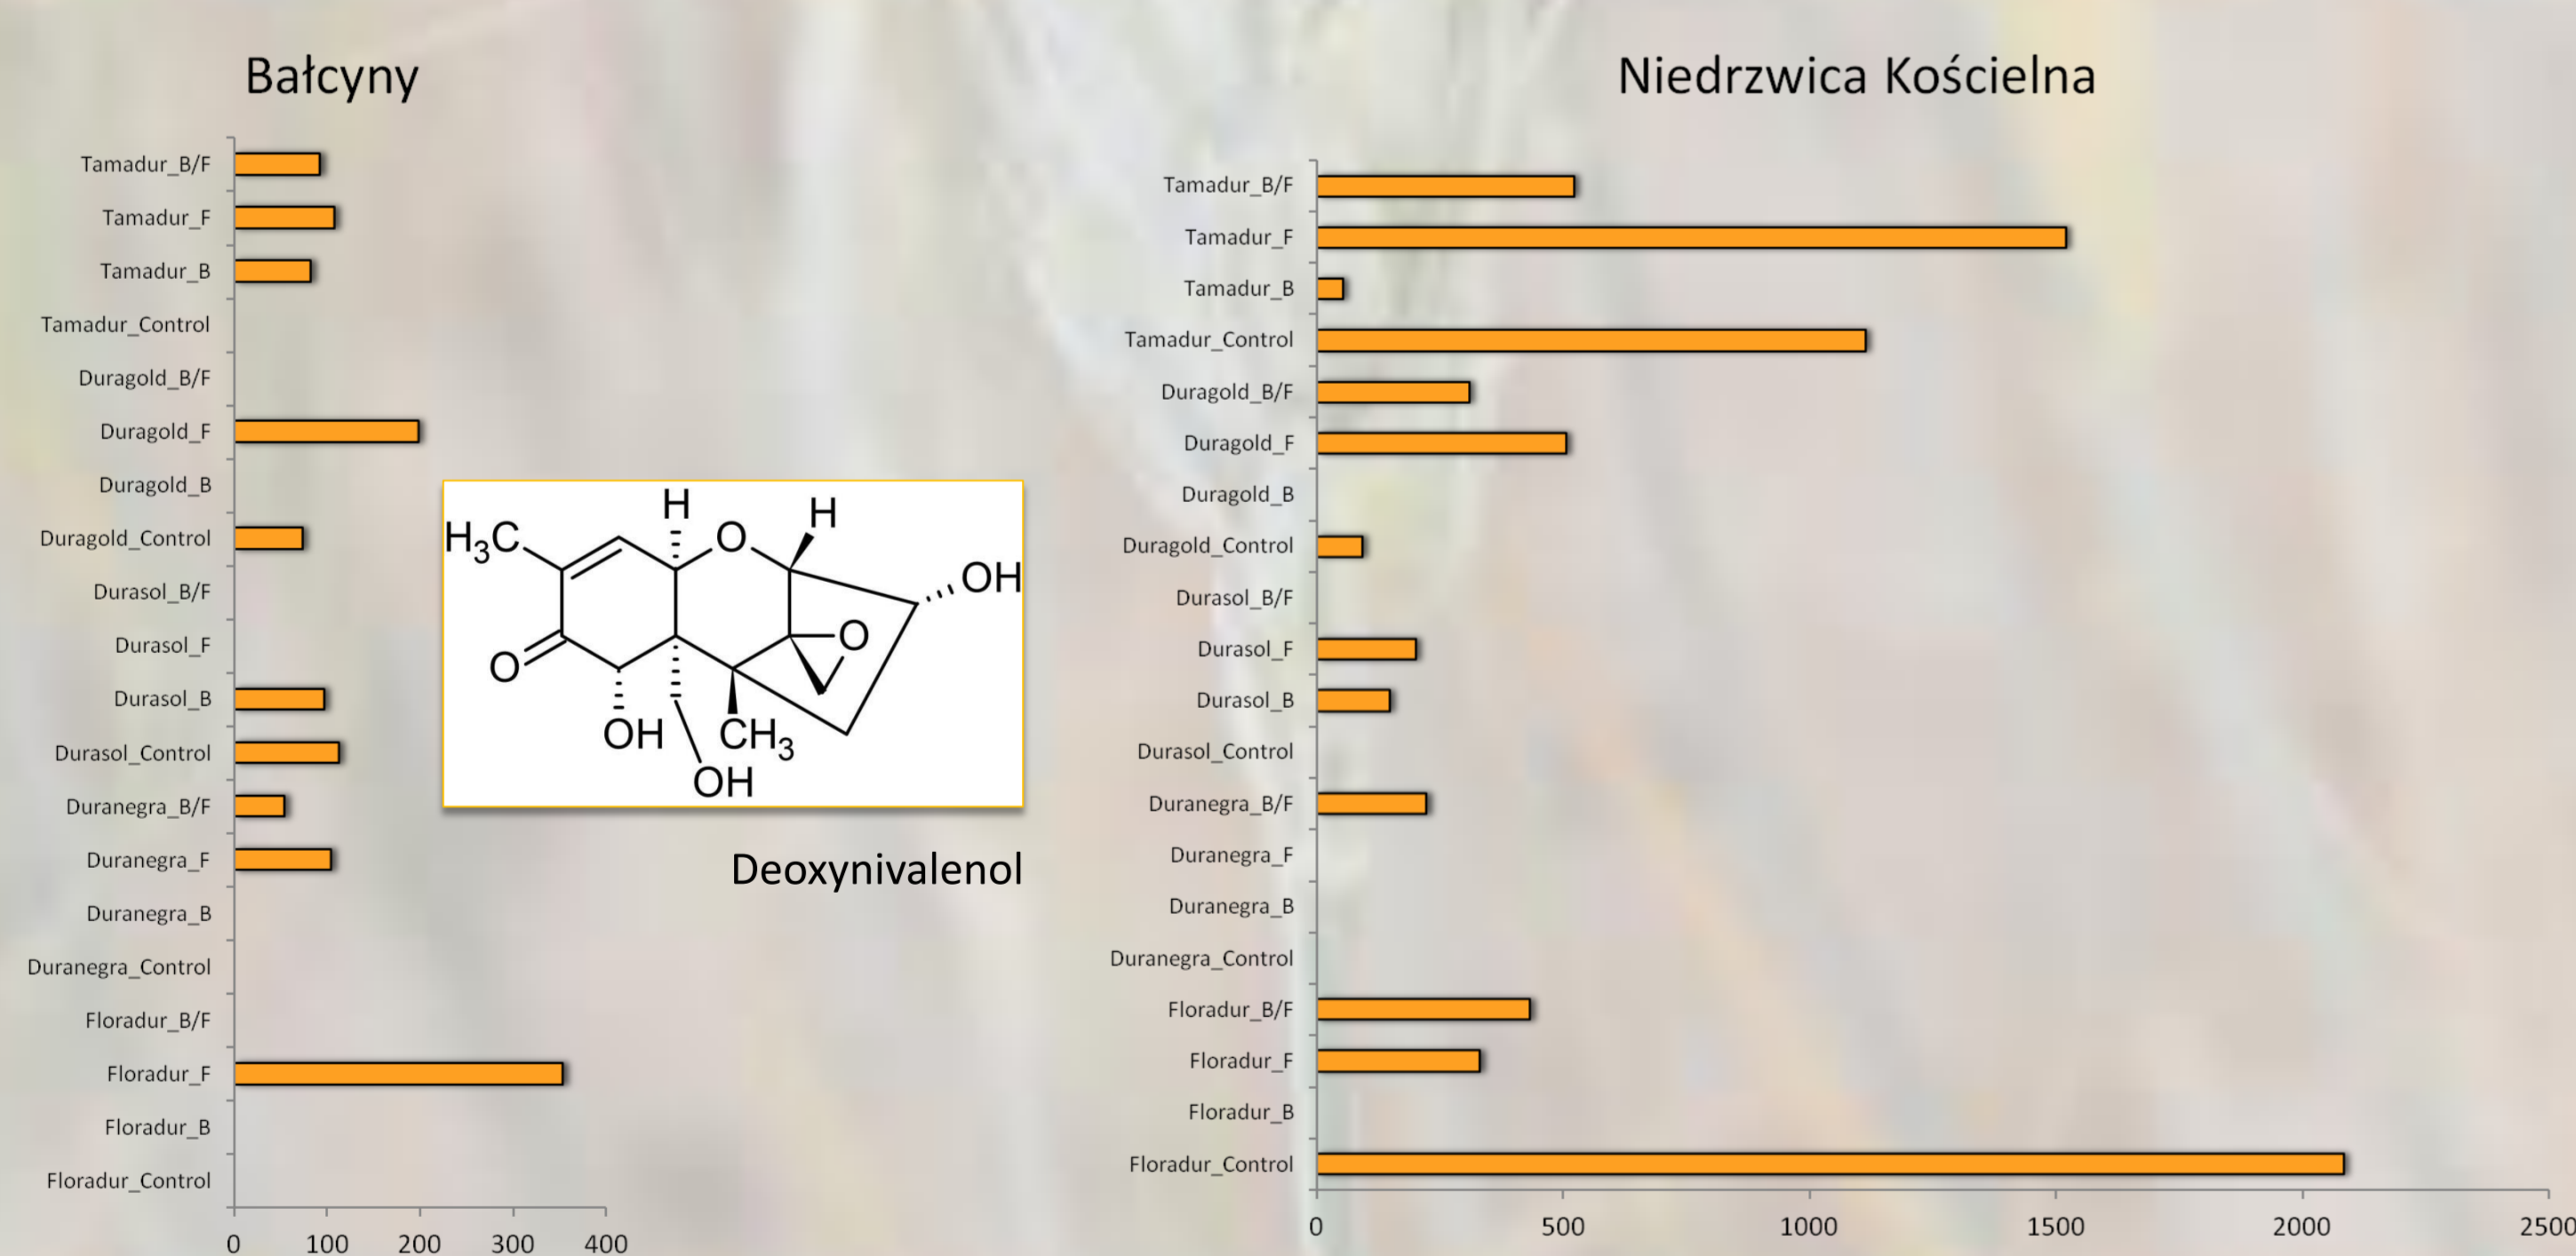 Bałcyny
Tamadur_B/F
Tamadur_F
Tamadur_B
Tamadur_Control
Duragold_B/F
Duragold_F
Duragold_B
Duragold_Control
Durasol_B/F
Durasol_F
Durasol_B
Durasol_Control
Duranegra_B/F
Duranegra_F
Duranegra_B
Duranegra_Control
Floradur_B/F
Floradur_F
Floradur_B
Floradur_Control
0 100 200 300 400
H
H
H₃C
O
OH
O
O
OH
CH₃
OH
Deoxynivalenol
Niedrzwica Kościelna
Tamadur_B/F
Tamadur_F
Tamadur_B
Tamadur_Control
Duragold_B/F
Duragold_F
Duragold_B
Duragold_Control
Durasol_B/F
Durasol_F
Durasol_B
Durasol_Control
Duranegra_B/F
Duranegra_F
Duranegra_B
Duranegra_Control
Floradur_B/F
Floradur_F
Floradur_B
Floradur_Control
0 500 1000 1500 2000 2500